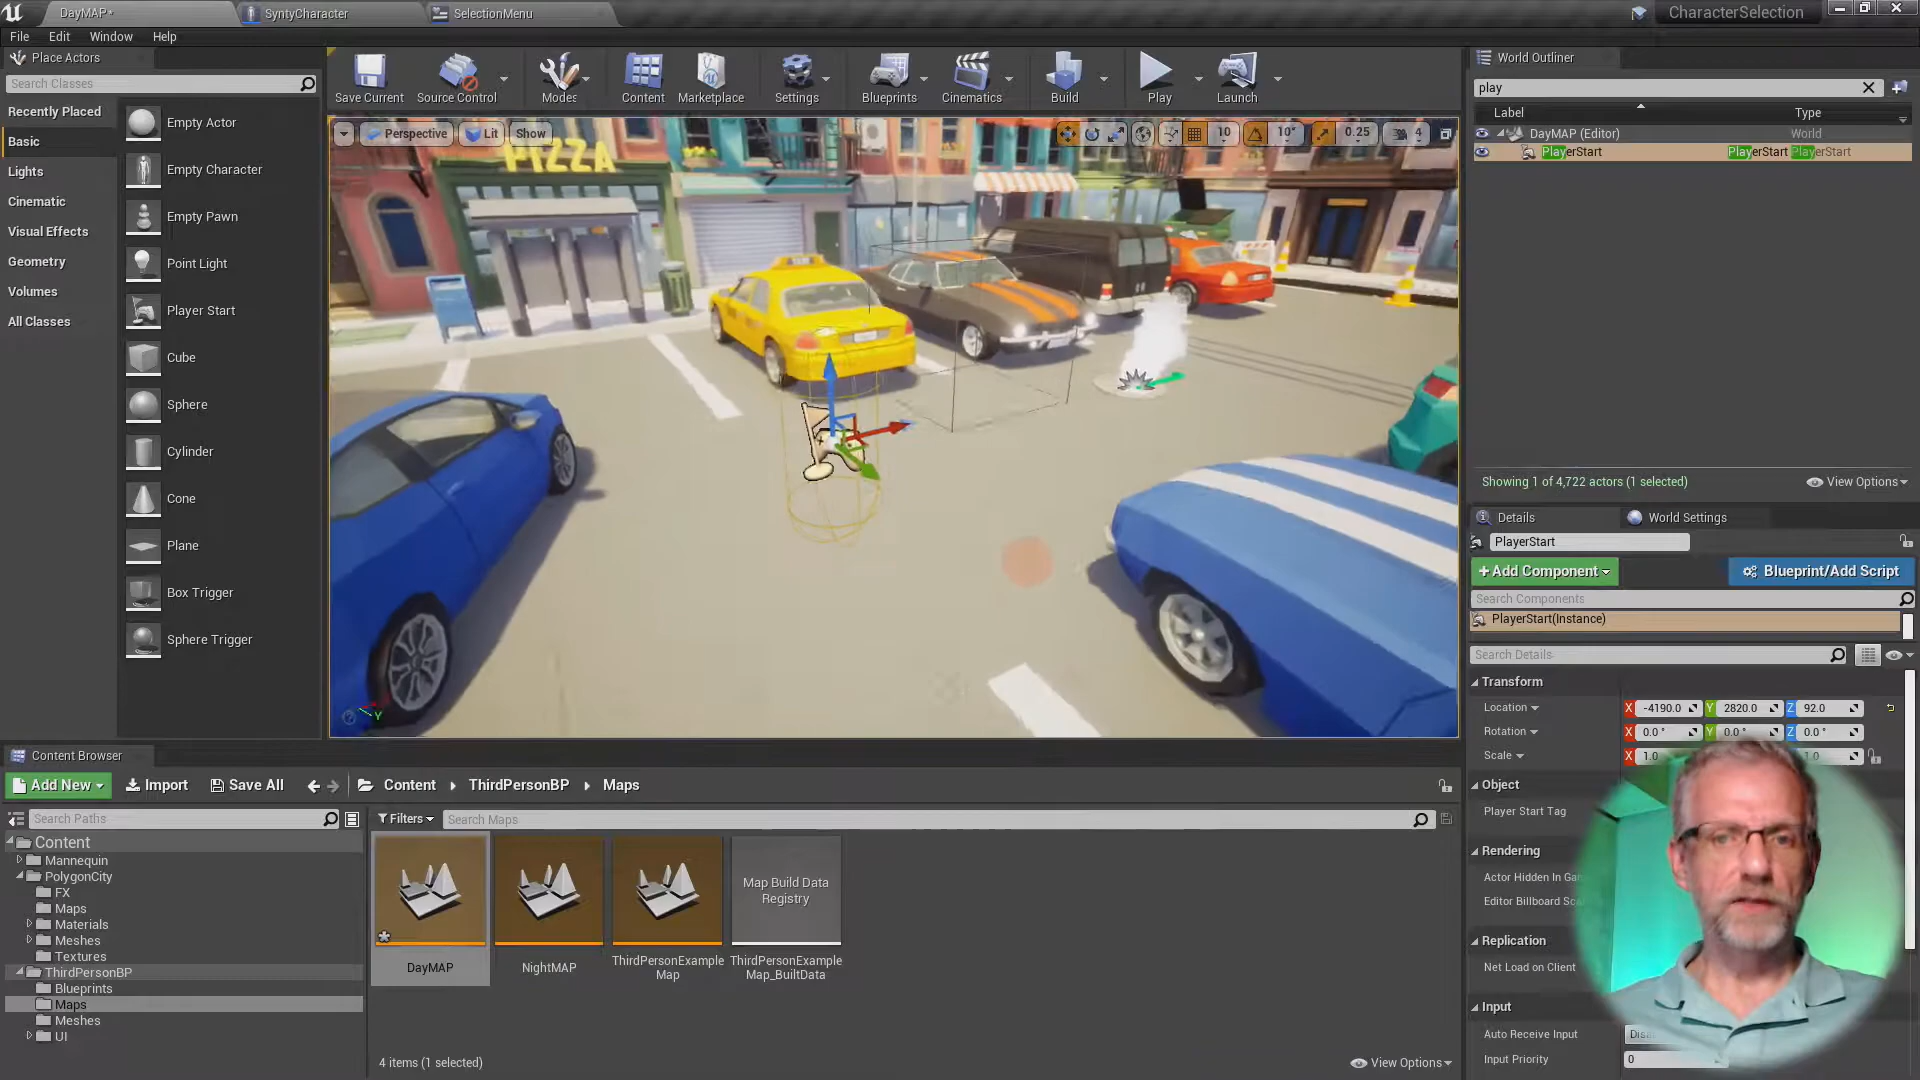 DayMAP*
SyntyCharacter
SelectionMenu
CharacterSelection
File Edit Window Help
Place Actors
Search Classes
Recently Placed
Basic
Lights
Cinematic
Visual Effects
Geometry
Volumes
All Classes
Empty Actor
Empty Character
Empty Pawn
Point Light
Player Start
Cube
Sphere
Cylinder
Cone
Plane
Box Trigger
Sphere Trigger
Save Current
Source Control
Modes
Content
Marketplace
Settings
Blueprints
Cinematics
Build
Play
Launch
Perspective Lit Show
10 10° 0.25 4
PIZZA
Y
World Outliner
play
Label Type
DayMAP (Editor) World
PlayerStart PlayerStart PlayerStart
Showing 1 of 4,722 actors (1 selected)
View Options
Details
World Settings
PlayerStart
+Add Component
Blueprint/Add Script
Search Components
PlayerStart(Instance)
Search Details
Transform
Location X -4190.0 Y 2820.0 Z 92.0
Rotation X 0.0° Y 0.0° Z 0.0°
Scale X 1.0 1.0
Object
Player Start Tag
Rendering
Actor Hidden In Ga
Editor Billboard Sca
Replication
Net Load on Client
Input
Auto Receive Input Disa
Input Priority 0
Content Browser
Add New Import Save All Content ThirdPersonBP Maps
Search Paths
Filters
Search Maps
Content
Mannequin
PolygonCity
FX
Maps
Materials
Meshes
Textures
ThirdPersonBP
Blueprints
Maps
Meshes
UI
DayMAP
NightMAP
ThirdPersonExample
Map
Map Build Data
Registry
ThirdPersonExample
Map_BuiltData
4 items (1 selected)
View Options